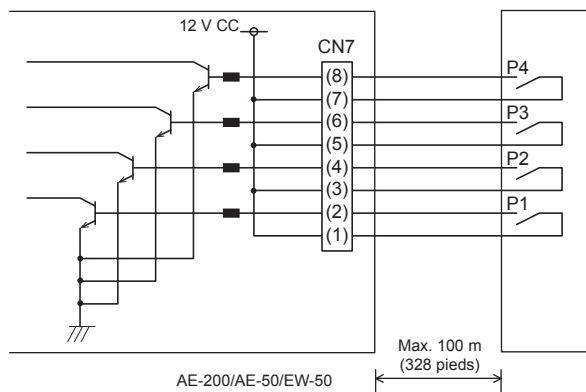 12 V CC
CN7
(8)
P4
(7)
(6)
P3
(5)
(4)
P2
(3)
(2)
P1
(1)
Max. 100 m
(328 pieds)
AE-200/AE-50/EW-50